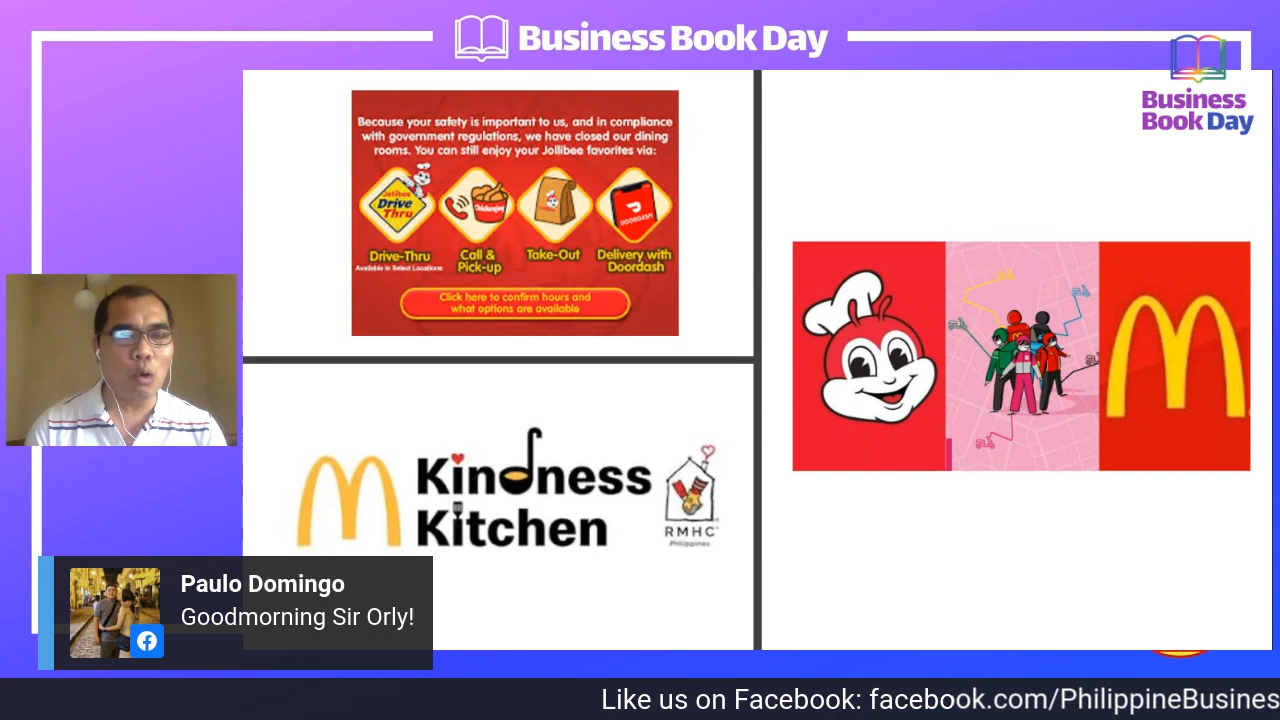 Business Book Day
Business
Book Day
Because your safety is important to us, and in compliance
with government regulations, we have closed our dining
rooms. You can still enjoy your Jollibee favorites via:
Jollibee
Drive
Thru
Chickenjoy
DOORDASH
Drive-Thru
Available in Select Locations
Call &
Pick-up
Take-Out
Delivery with
Doordash
Click here to confirm hours and
what options are available
Kindness
Kitchen
RMHC
Philippines
Paulo Domingo
Goodmorning Sir Orly!
Like us on Facebook: facebook.com/PhilippineBusines